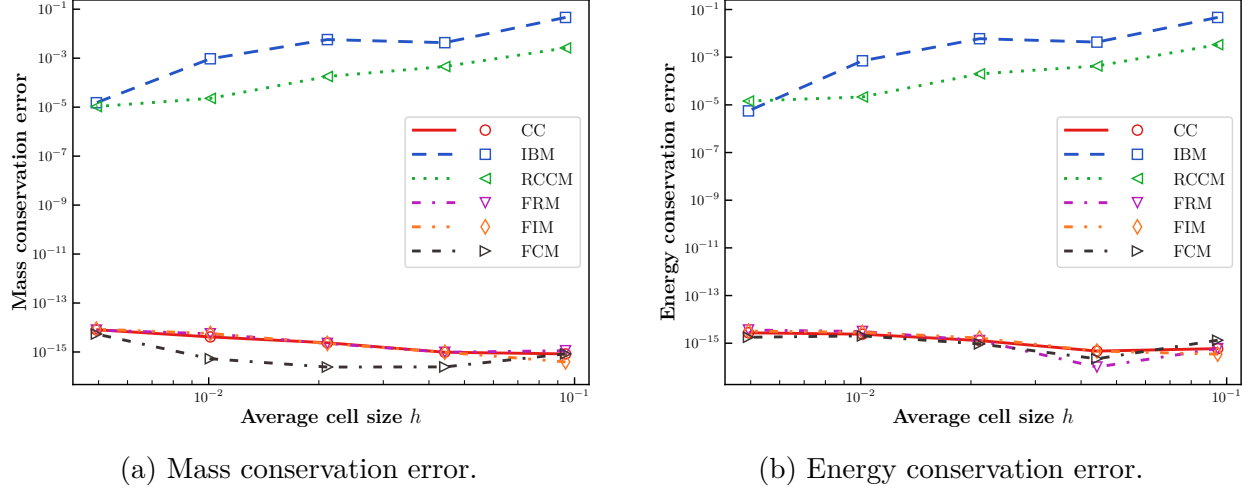 10^{-1}
10^{-3}
10^{-5}
10^{-7}
10^{-9}
10^{-11}
10^{-13}
10^{-15}
Mass conservation error
CC
IBM
RCCM
FRM
FIM
FCM
10^{-2}
10^{-1}
Average cell size h
(a) Mass conservation error.
10^{-1}
10^{-3}
10^{-5}
10^{-7}
10^{-9}
10^{-11}
10^{-13}
10^{-15}
Energy conservation error
CC
IBM
RCCM
FRM
FIM
FCM
10^{-2}
10^{-1}
Average cell size h
(b) Energy conservation error.